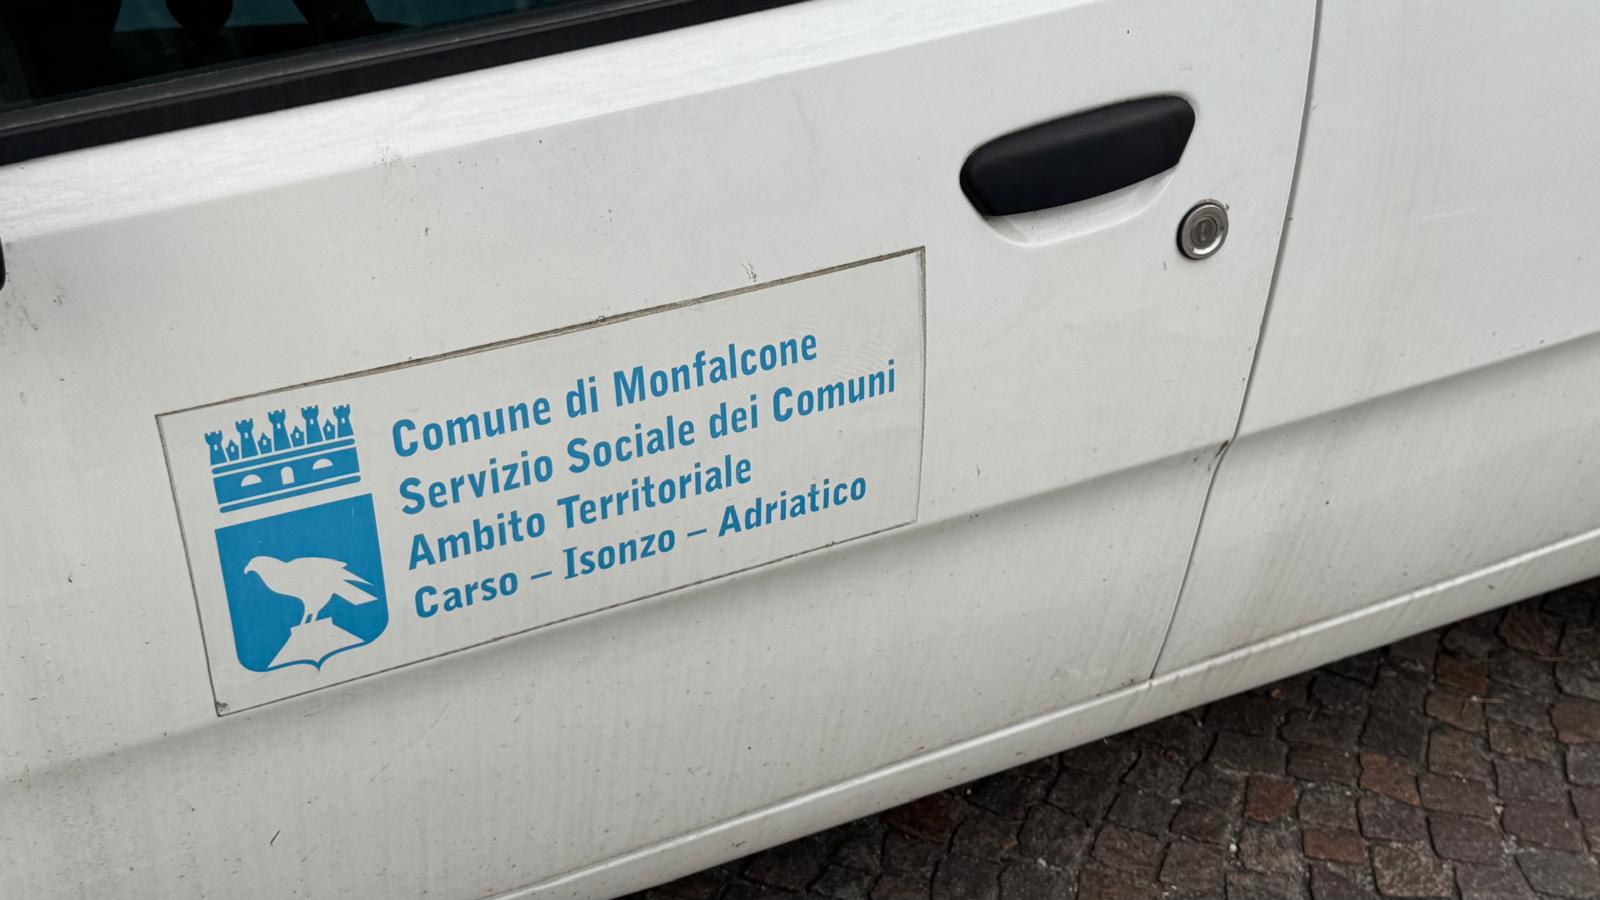 Comune di Monfalcone
Servizio Sociale dei Comuni
Ambito Territoriale
Carso – Isonzo – Adriatico